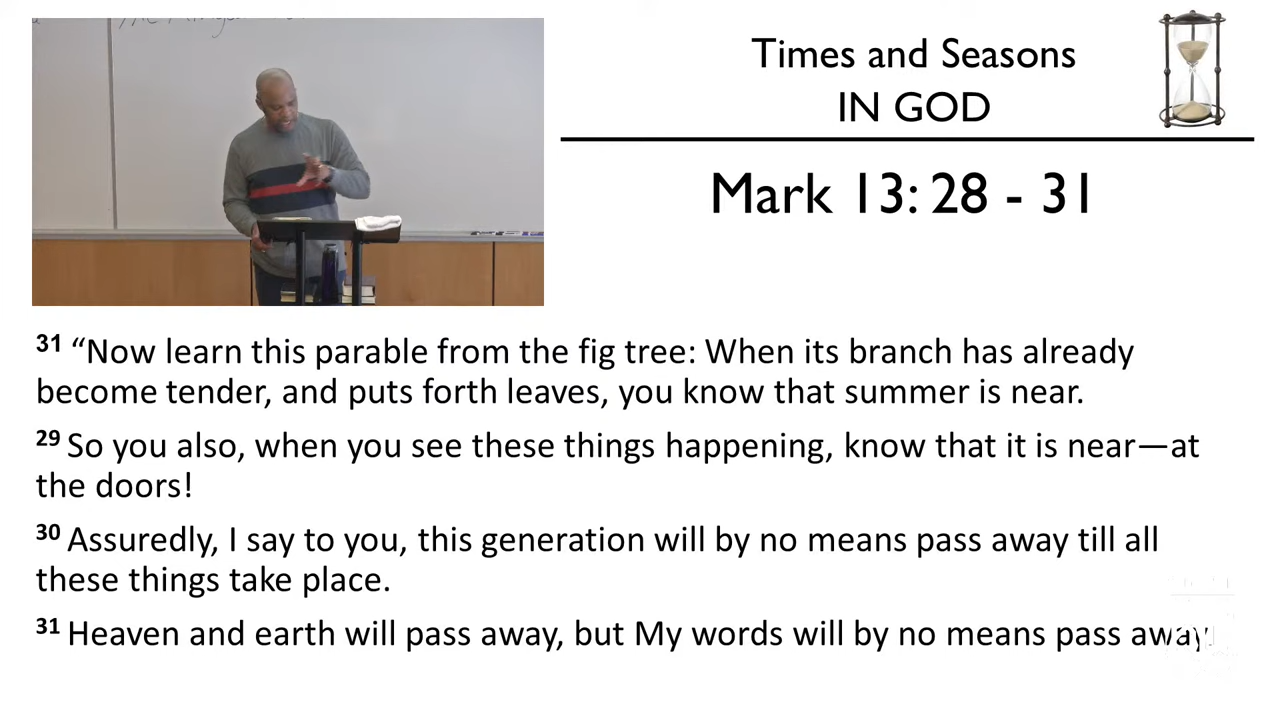 Times and Seasons
IN GOD
Mark 13: 28 - 31
31 “Now learn this parable from the fig tree: When its branch has already
become tender, and puts forth leaves, you know that summer is near.
29 So you also, when you see these things happening, know that it is near—at
the doors!
30 Assuredly, I say to you, this generation will by no means pass away till all
these things take place.
31 Heaven and earth will pass away, but My words will by no means pass away.